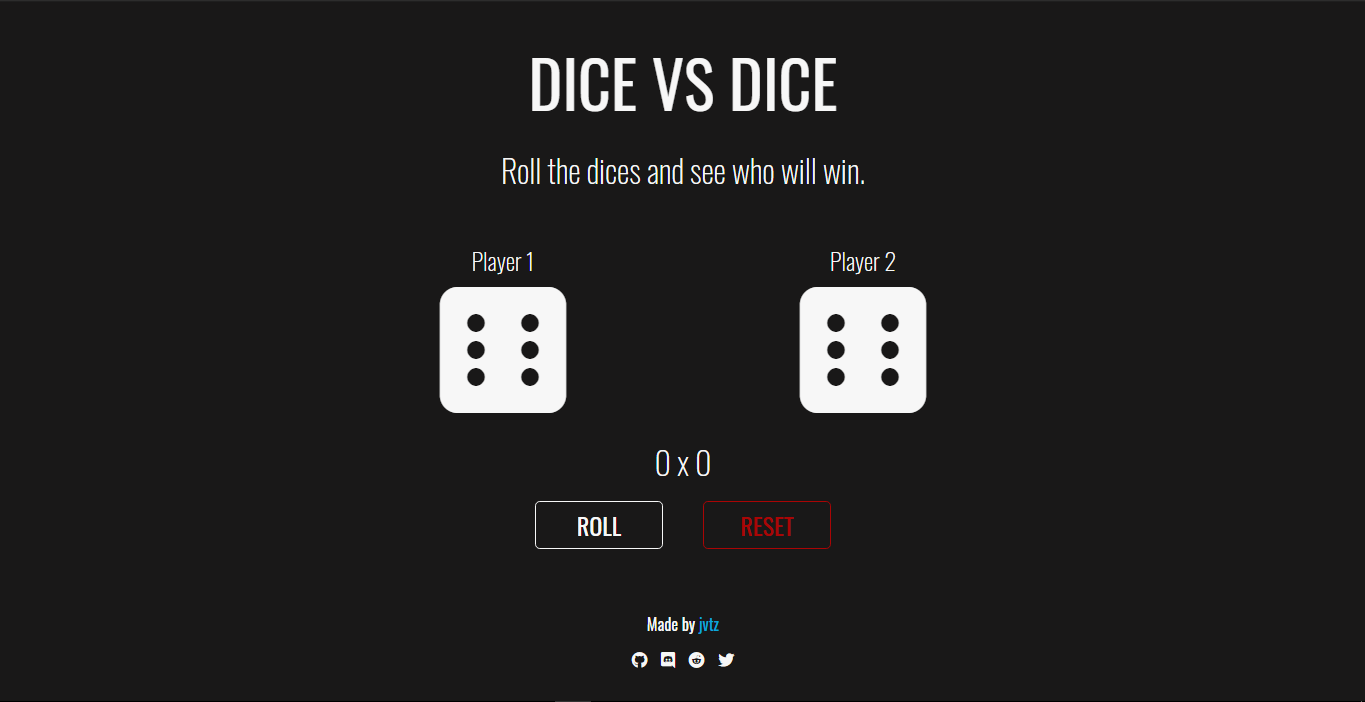 DICE VS DICE
Roll the dices and see who will win.
Player 1
Player 2
0 x 0
ROLL
RESET
Made by jvtz